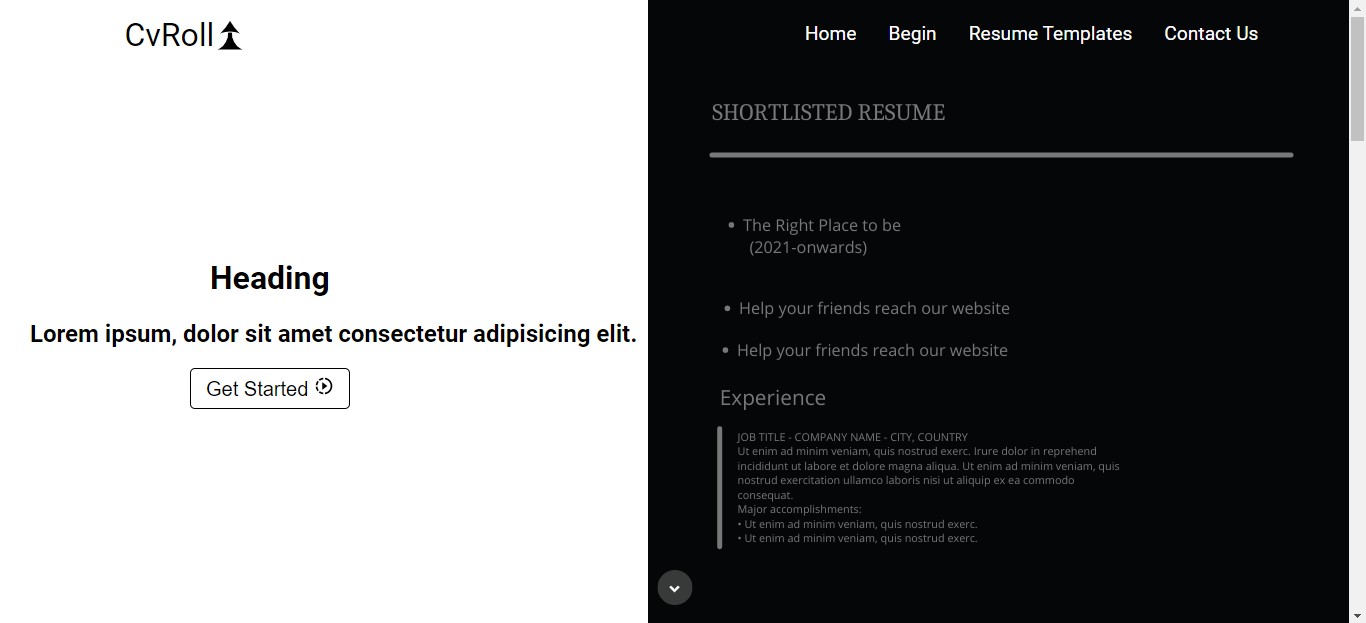 CvRoll
Home Begin Resume Templates Contact Us
Heading
Lorem ipsum, dolor sit amet consectetur adipisicing elit.
Get Started
SHORTLISTED RESUME
• The Right Place to be
(2021-onwards)
• Help your friends reach our website
• Help your friends reach our website
Experience
JOB TITLE - COMPANY NAME - CITY, COUNTRY
Ut enim ad minim veniam, quis nostrud exerc. Irure dolor in reprehend
incididunt ut labore et dolore magna aliqua. Ut enim ad minim veniam, quis
nostrud exercitation ullamco laboris nisi ut aliquip ex ea commodo
consequat.
Major accomplishments:
• Ut enim ad minim veniam, quis nostrud exerc.
• Ut enim ad minim veniam, quis nostrud exerc.